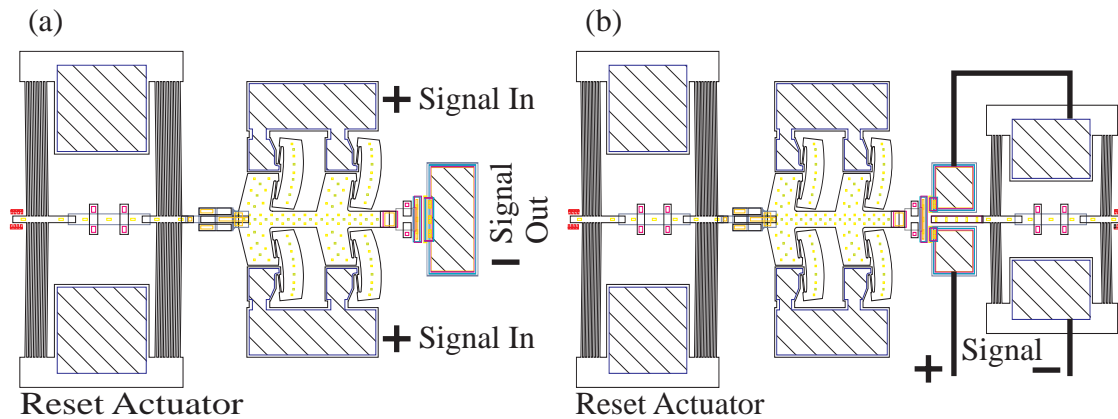 (a)
+ Signal In
Signal
Out
−
+ Signal In
Reset Actuator
(b)
Signal
+
−
Reset Actuator